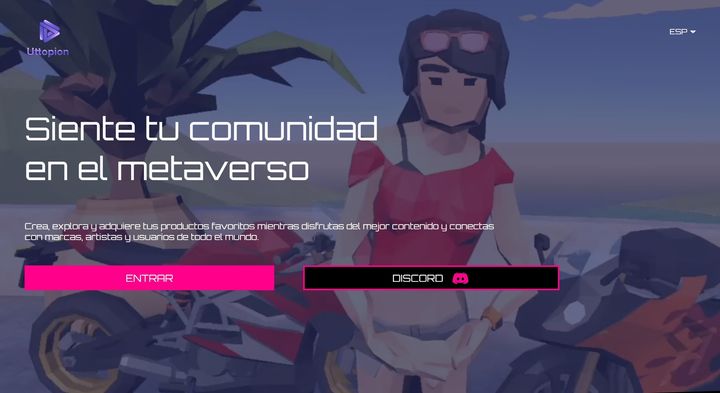 Uttopion
ESP
Siente tu comunidad
en el metaverso
Crea, explora y adquiere tus productos favoritos mientras disfrutas del mejor contenido y conectas
con marcas, artistas y usuarios de todo el mundo.
ENTRAR
DISCORD